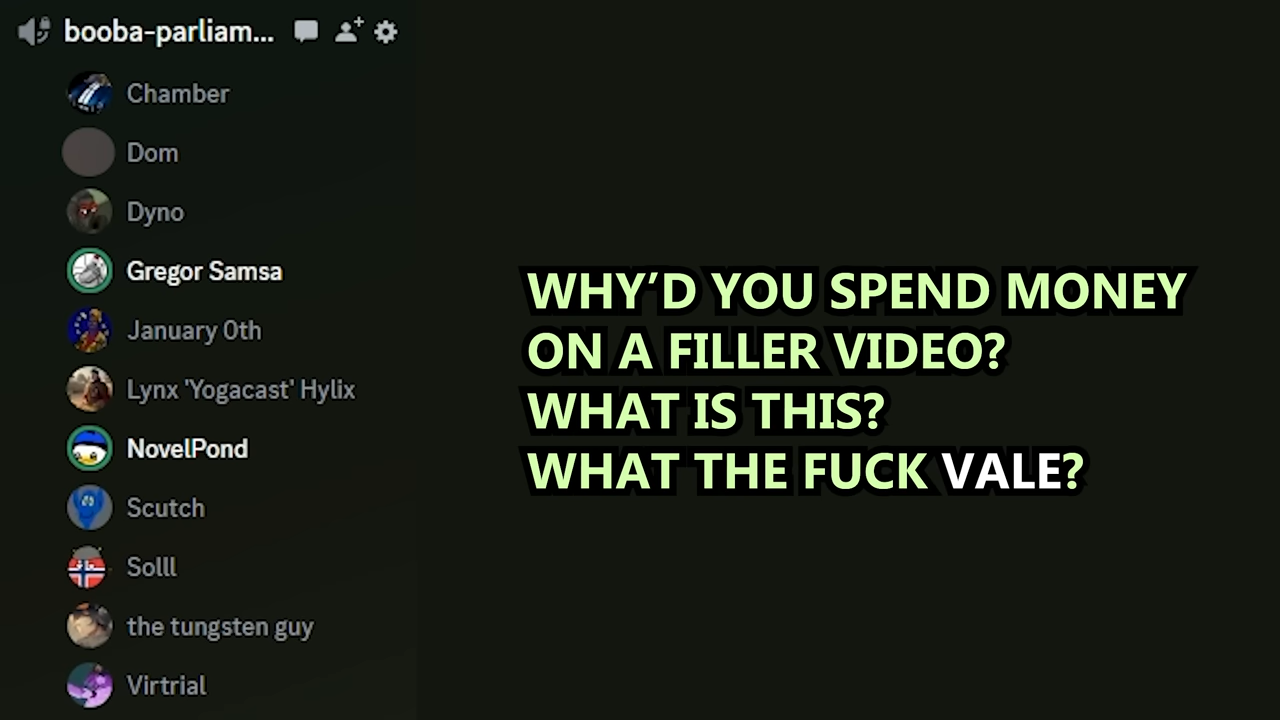 booba-parliam...
Chamber
Dom
Dyno
Gregor Samsa
January 0th
Lynx 'Yogacast' Hylix
NovelPond
Scutch
Solll
the tungsten guy
Virtrial
WHY’D YOU SPEND MONEY
ON A FILLER VIDEO?
WHAT IS THIS?
WHAT THE FUCK VALE?